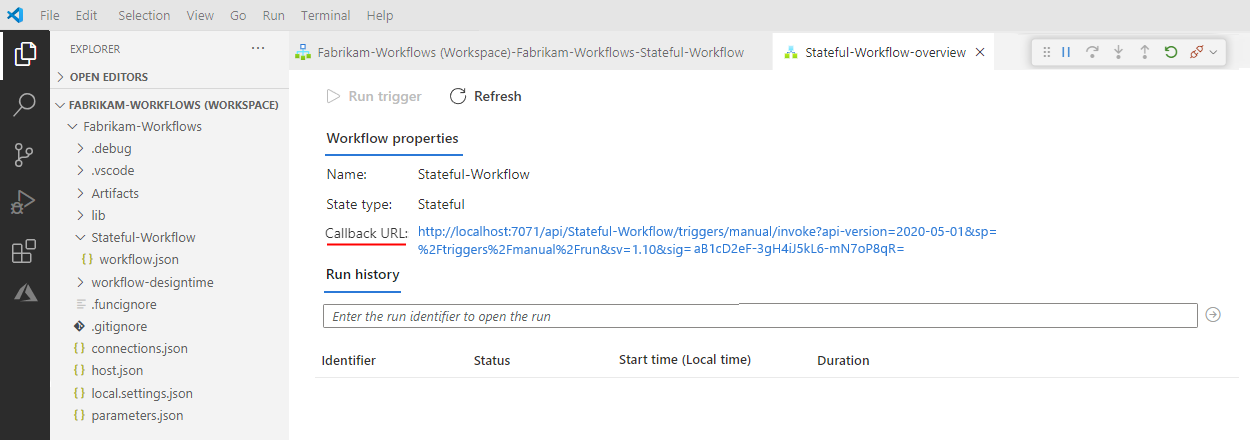 File Edit Selection View Go Run Terminal Help
EXPLORER ···
OPEN EDITORS
FABRIKAM-WORKFLOWS (WORKSPACE)
Fabrikam-Workflows
.debug
.vscode
Artifacts
lib
Stateful-Workflow
{} workflow.json
workflow-designtime
.funcignore
.gitignore
{} connections.json
{} host.json
{} local.settings.json
{} parameters.json
Fabrikam-Workflows (Workspace)-Fabrikam-Workflows-Stateful-Workflow
Stateful-Workflow-overview
Run trigger Refresh
Workflow properties
Name: Stateful-Workflow
State type: Stateful
Callback URL: http://localhost:7071/api/Stateful-Workflow/triggers/manual/invoke?api-version=2020-05-01&sp=
%2Ftriggers%2Fmanual%2Frun&sv=1.10&sig= aB1cD2eF-3gH4iJ5kL6-mN7oP8qR=
Run history
Enter the run identifier to open the run
Identifier Status Start time (Local time) Duration